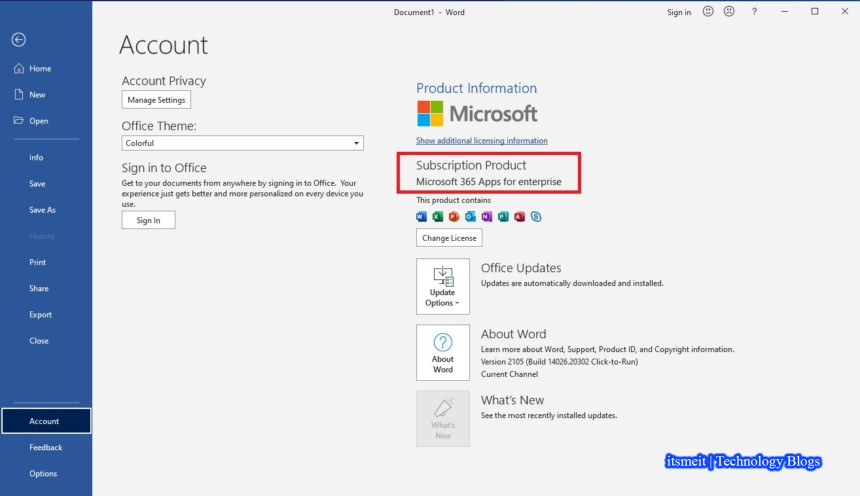 Document1 - Word
Sign in
?
Account
Home
New
Open
Info
Save
Save As
History
Print
Share
Export
Close
Account
Feedback
Options
Account Privacy
Manage Settings
Office Theme:
Colorful
Sign in to Office
Get to your documents from anywhere by signing in to Office. Your
experience just gets better and more personalized on every device you
use.
Sign In
Product Information
Microsoft
Show additional licensing information
Subscription Product
Microsoft 365 Apps for enterprise
This product contains
Change License
Update
Options
Office Updates
Updates are automatically downloaded and installed.
About
Word
About Word
Learn more about Word, Support, Product ID, and Copyright information.
Version 2105 (Build 14026.20302 Click-to-Run)
Current Channel
What's
New
What's New
See the most recently installed updates.
itsmeit | Technology Blogs